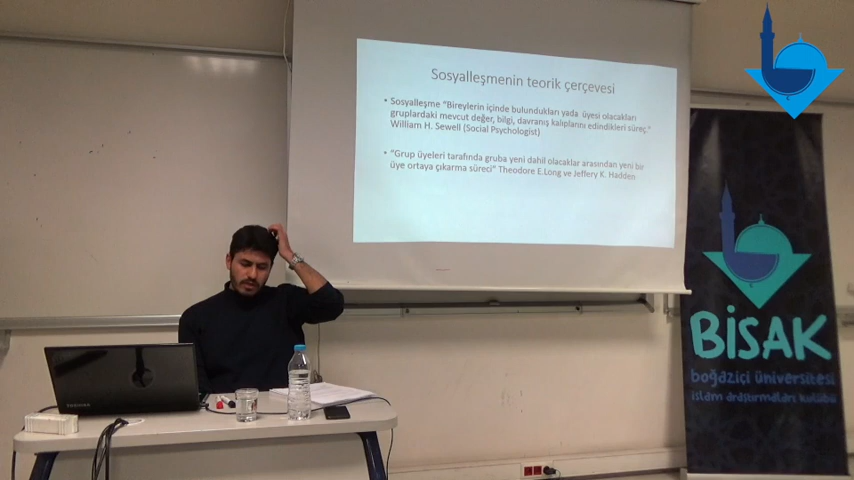 Sosyalleşmenin teorik çerçevesi
• Sosyalleşme "Bireylerin içinde bulundukları yada üyesi olacakları
gruplardaki mevcut değer, bilgi, davranış kalıplarını edindikleri süreç."
William H. Sewell (Social Psychologist)
• "Grup üyeleri tarafında gruba yeni dahil olacaklar arasından yeni bir
üye ortaya çıkarma süreci" Theodore E.Long ve Jeffery K. Hadden
BİSAK
boğaziçi üniversitesi
islam araştırmaları kulübü
TOSHIBA